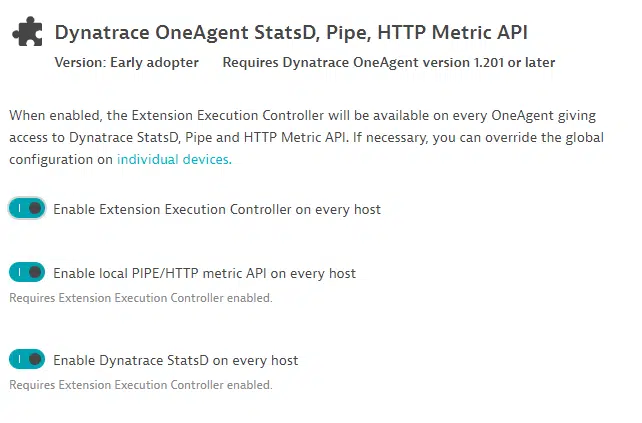 Dynatrace OneAgent StatsD, Pipe, HTTP Metric API
Version: Early adopter Requires Dynatrace OneAgent version 1.201 or later
When enabled, the Extension Execution Controller will be available on every OneAgent giving
access to Dynatrace StatsD, Pipe and HTTP Metric API. If necessary, you can override the global
configuration on individual devices.
Enable Extension Execution Controller on every host
Enable local PIPE/HTTP metric API on every host
Requires Extension Execution Controller enabled.
Enable Dynatrace StatsD on every host
Requires Extension Execution Controller enabled.